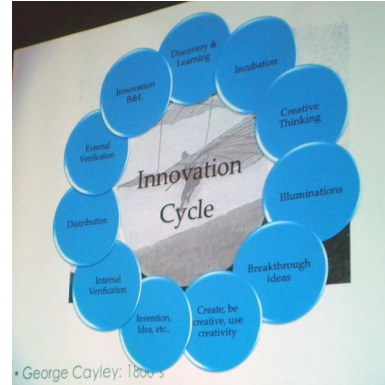 Discovery &
Learning
Incubation
Creative
Thinking
Illuminations
Breakthrough
ideas
Create, be
creative, use
creativity
Invention,
Idea, etc..
Internal
Verification
Distribution
External
Verification
Innovation
B&L
Innovation
Cycle
• George Cayley: 1800's